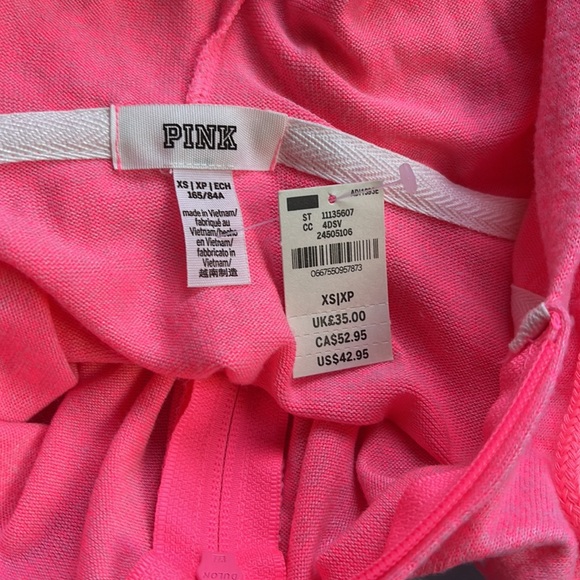 PINK
XS | XP | ECH
165/84A
made in Vietnam/
fabriqué au
Vietnam/hecho
en Vietnam/
fabbricato in
Vietnam/
越南制造
ST 11135607
CC 4DSV
24505106
0667550957873
XS|XP
UK£35.00
CA$52.95
US$42.95